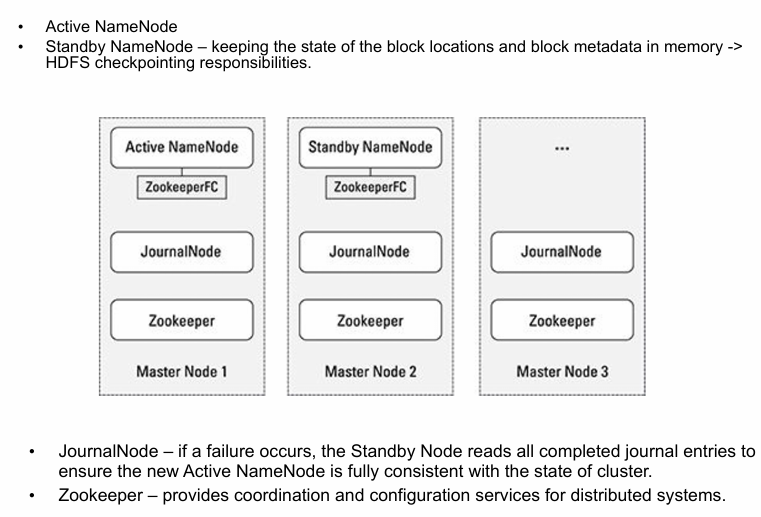 • Active NameNode
• Standby NameNode – keeping the state of the block locations and block metadata in memory ->
HDFS checkpointing responsibilities.
Active NameNode
ZookeeperFC
JournalNode
Zookeeper
Master Node 1
Standby NameNode
ZookeeperFC
JournalNode
Zookeeper
Master Node 2
...
JournalNode
Zookeeper
Master Node 3
• JournalNode – if a failure occurs, the Standby Node reads all completed journal entries to
ensure the new Active NameNode is fully consistent with the state of cluster.
• Zookeeper – provides coordination and configuration services for distributed systems.